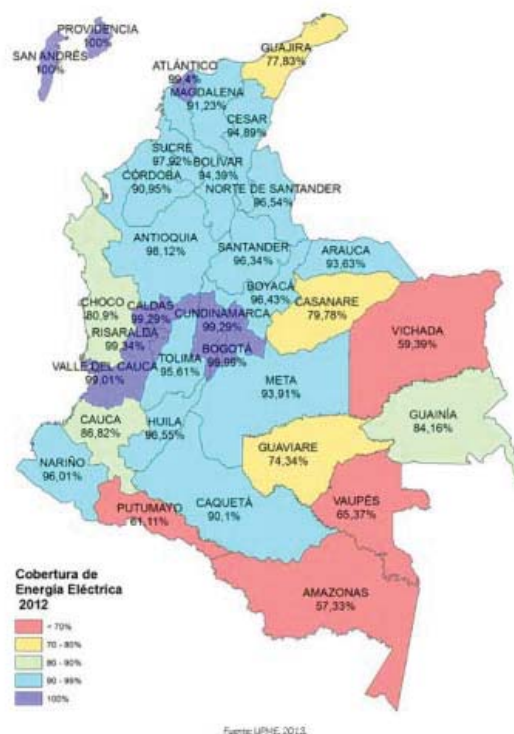 PROVIDENCIA
100%
SAN ANDRÉS
100%
GUAJIRA
77,83%
ATLÁNTICO
99,4%
MAGDALENA
91,23%
CESAR
94,89%
SUCRE
97,92%
BOLÍVAR
94,39%
CÓRDOBA
90,95%
NORTE DE SANTANDER
96,54%
ANTIOQUIA
98,12%
SANTANDER
96,34%
ARAUCA
93,63%
BOYACÁ
96,43%
CASANARE
79,78%
CHOCO
80,9%
CALDAS
99,29%
CUNDINAMARCA
99,29%
RISARALDA
99,34%
BOGOTÁ
99,98%
VICHADA
59,39%
VALLE DEL CAUCA
99,01%
TOLIMA
95,61%
META
93,91%
CAUCA
86,82%
HUILA
96,55%
GUAINÍA
84,16%
GUAVIARE
74,34%
NARIÑO
96,01%
PUTUMAYO
61,11%
CAQUETÁ
90,1%
VAUPÉS
65,37%
AMAZONAS
57,33%
Cobertura de
Energía Eléctrica
2012
< 70%
70 - 80%
80 - 90%
90 - 99%
100%
Fuente: UPME, 2013.